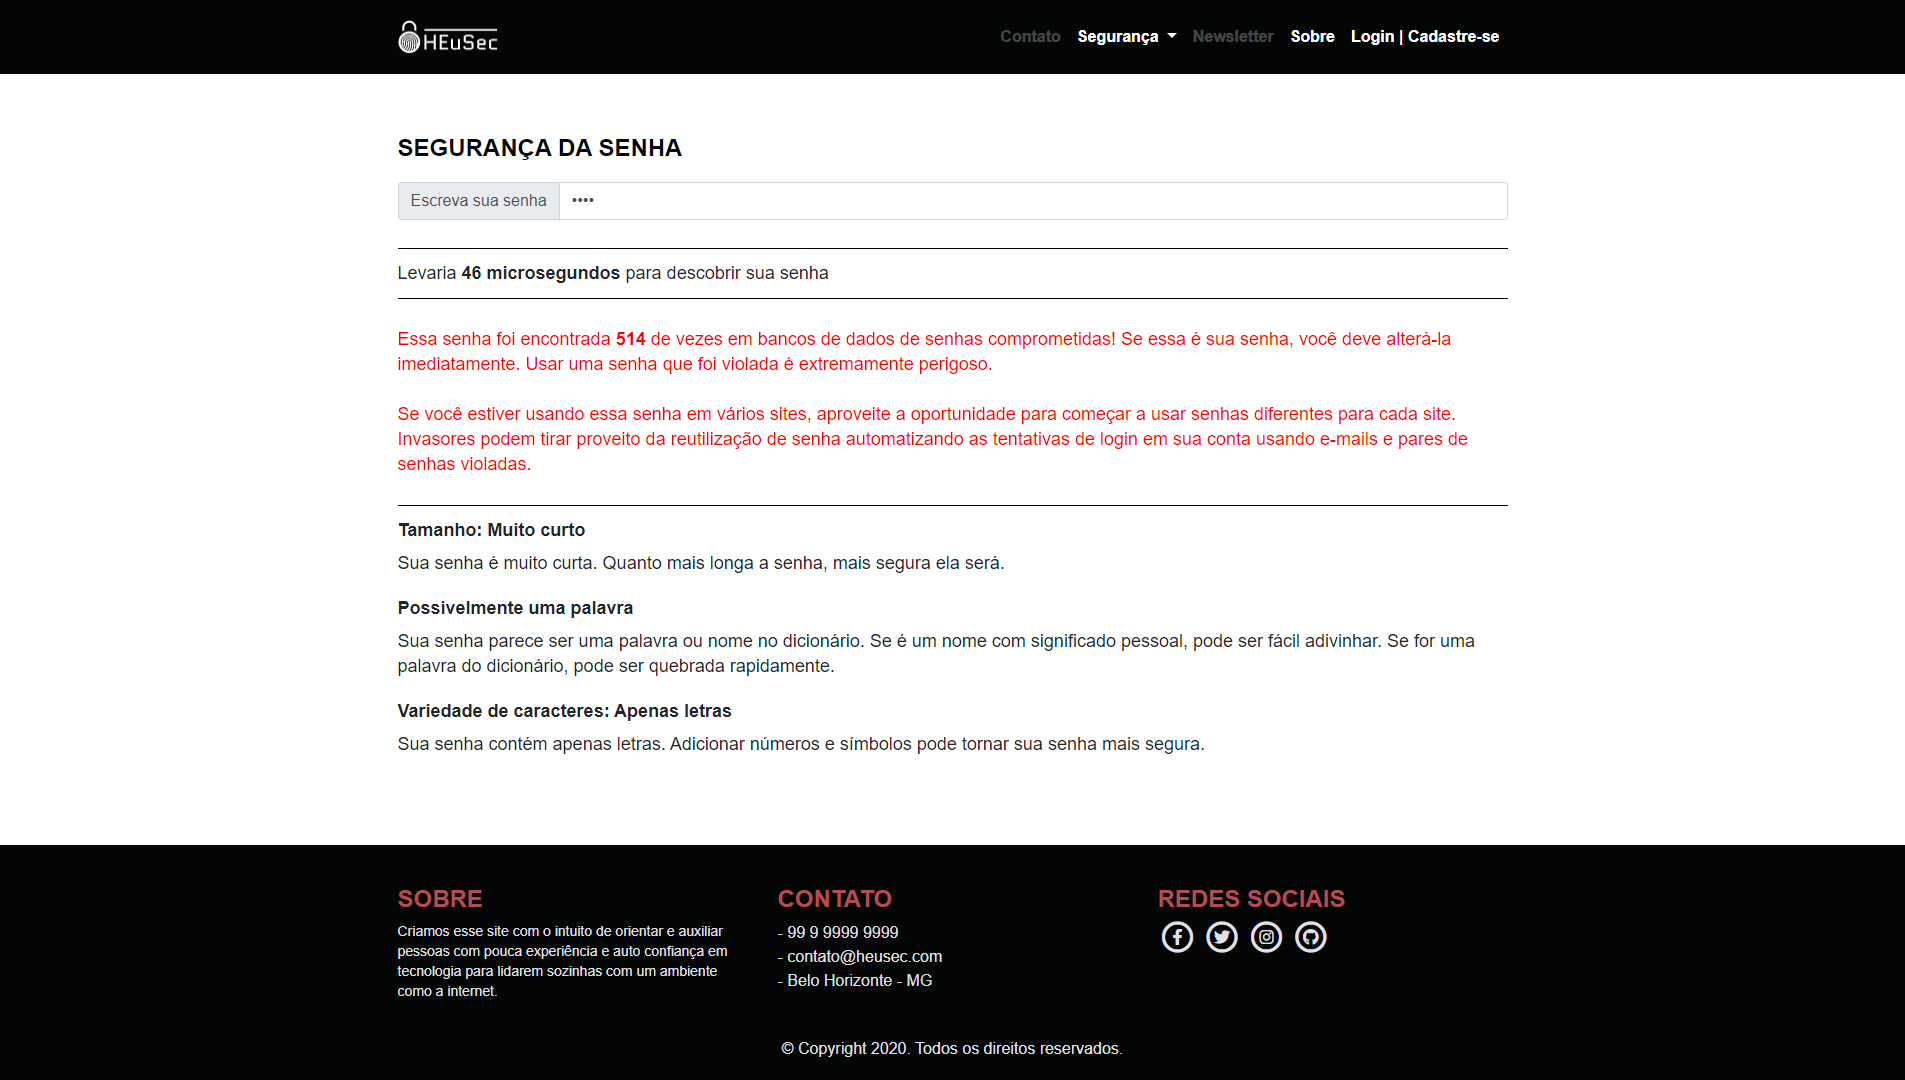 HEuSec
Contato Segurança Newsletter Sobre Login | Cadastre-se
SEGURANÇA DA SENHA
Escreva sua senha ••••
Levaria 46 microsegundos para descobrir sua senha
Essa senha foi encontrada 514 de vezes em bancos de dados de senhas comprometidas! Se essa é sua senha, você deve alterá-la
imediatamente. Usar uma senha que foi violada é extremamente perigoso.
Se você estiver usando essa senha em vários sites, aproveite a oportunidade para começar a usar senhas diferentes para cada site.
Invasores podem tirar proveito da reutilização de senha automatizando as tentativas de login em sua conta usando e-mails e pares de
senhas violadas.
Tamanho: Muito curto
Sua senha é muito curta. Quanto mais longa a senha, mais segura ela será.
Possivelmente uma palavra
Sua senha parece ser uma palavra ou nome no dicionário. Se é um nome com significado pessoal, pode ser fácil adivinhar. Se for uma
palavra do dicionário, pode ser quebrada rapidamente.
Variedade de caracteres: Apenas letras
Sua senha contém apenas letras. Adicionar números e símbolos pode tornar sua senha mais segura.
SOBRE
Criamos esse site com o intuito de orientar e auxiliar
pessoas com pouca experiência e auto confiança em
tecnologia para lidarem sozinhas com um ambiente
como a internet.
CONTATO
- 99 9 9999 9999
- contato@heusec.com
- Belo Horizonte - MG
REDES SOCIAIS
© Copyright 2020. Todos os direitos reservados.